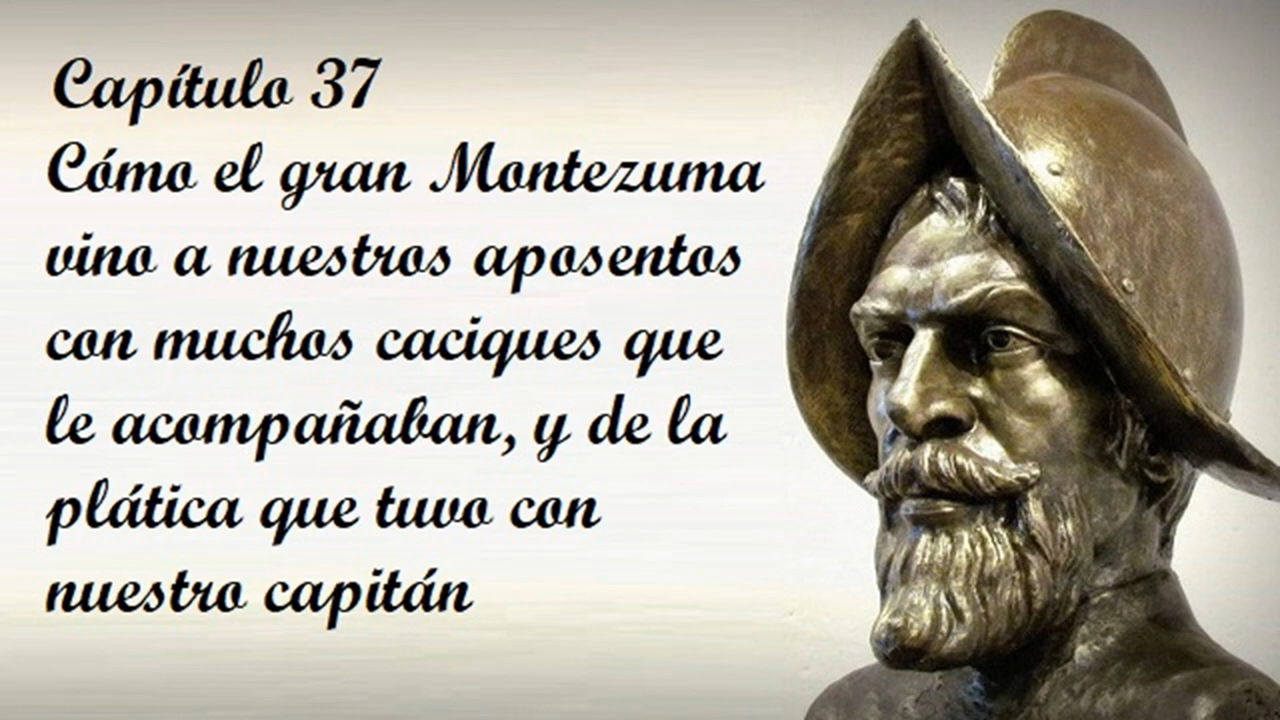 Capítulo 37
Cómo el gran Montezuma
vino a nuestros aposentos
con muchos caciques que
le acompañaban, y de la
plática que tuvo con
nuestro capitán